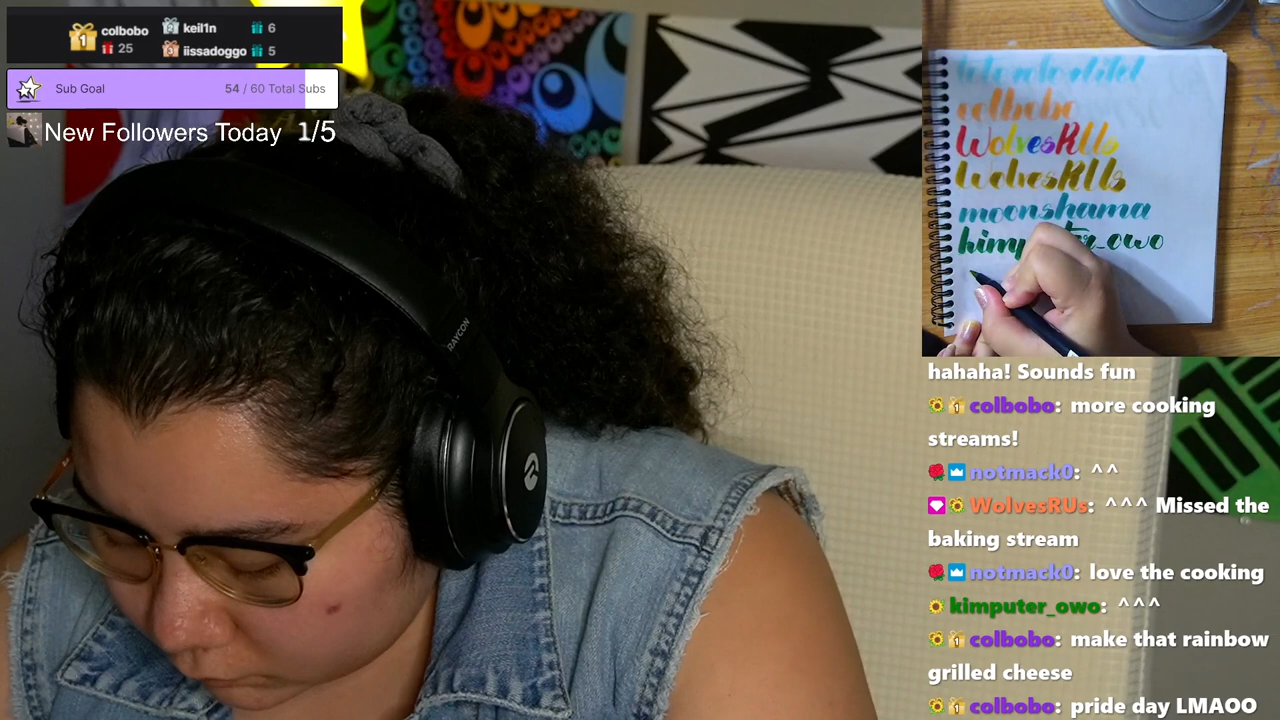 colbobo
25
keil1n 6
iissadoggo 5
Sub Goal 54 / 60 Total Subs
New Followers Today 1/5
RAYCON
colbobo
WolvesRUs
WolvesRUs
moonshama
hahaha! Sounds fun
colbobo: more cooking
streams!
notmack0: ^^
WolvesRUs: ^^^ Missed the
baking stream
notmack0: love the cooking
kimputer_owo: ^^^
colbobo: make that rainbow
grilled cheese
colbobo: pride day LMAOO